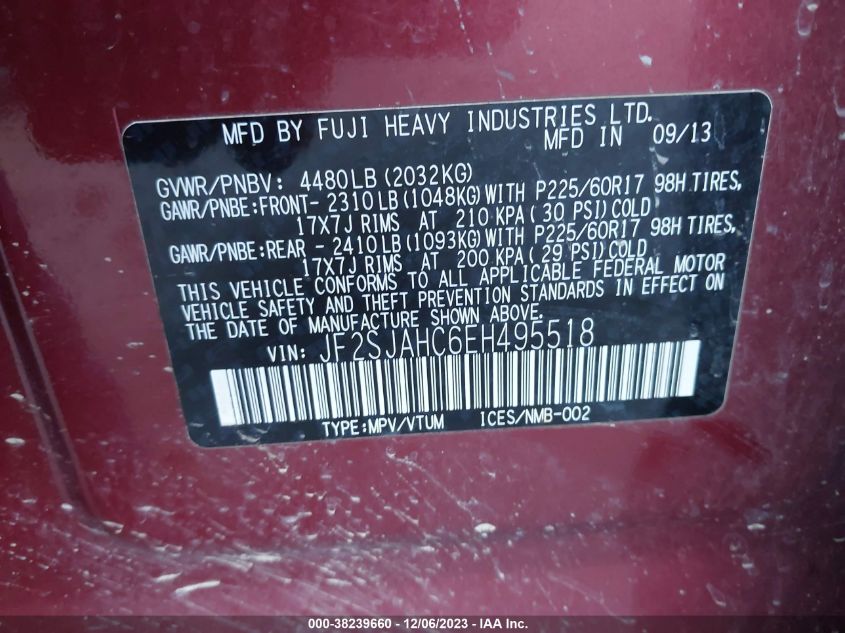 MFD BY FUJI HEAVY INDUSTRIES LTD.
MFD IN 09/13
GVWR/PNBV: 4480LB (2032KG)
GAWR/PNBE:FRONT- 2310LB (1048KG)WITH P225/60R17 98H TIRES,
17X7J RIMS AT 210 KPA (30 PSI)COLD
GAWR/PNBE:REAR - 2410LB (1093KG)WITH P225/60R17 98H TIRES,
17X7J RIMS AT 200 KPA (29 PSI)COLD
THIS VEHICLE CONFORMS TO ALL APPLICABLE FEDERAL MOTOR
VEHICLE SAFETY AND THEFT PREVENTION STANDARDS IN EFFECT ON
THE DATE OF MANUFACTURE SHOWN ABOVE.
VIN: JF2SJAHC6EH495518
TYPE:MPV/VTUM ICES/NMB-002
000-38239660 - 12/06/2023 - IAA Inc.